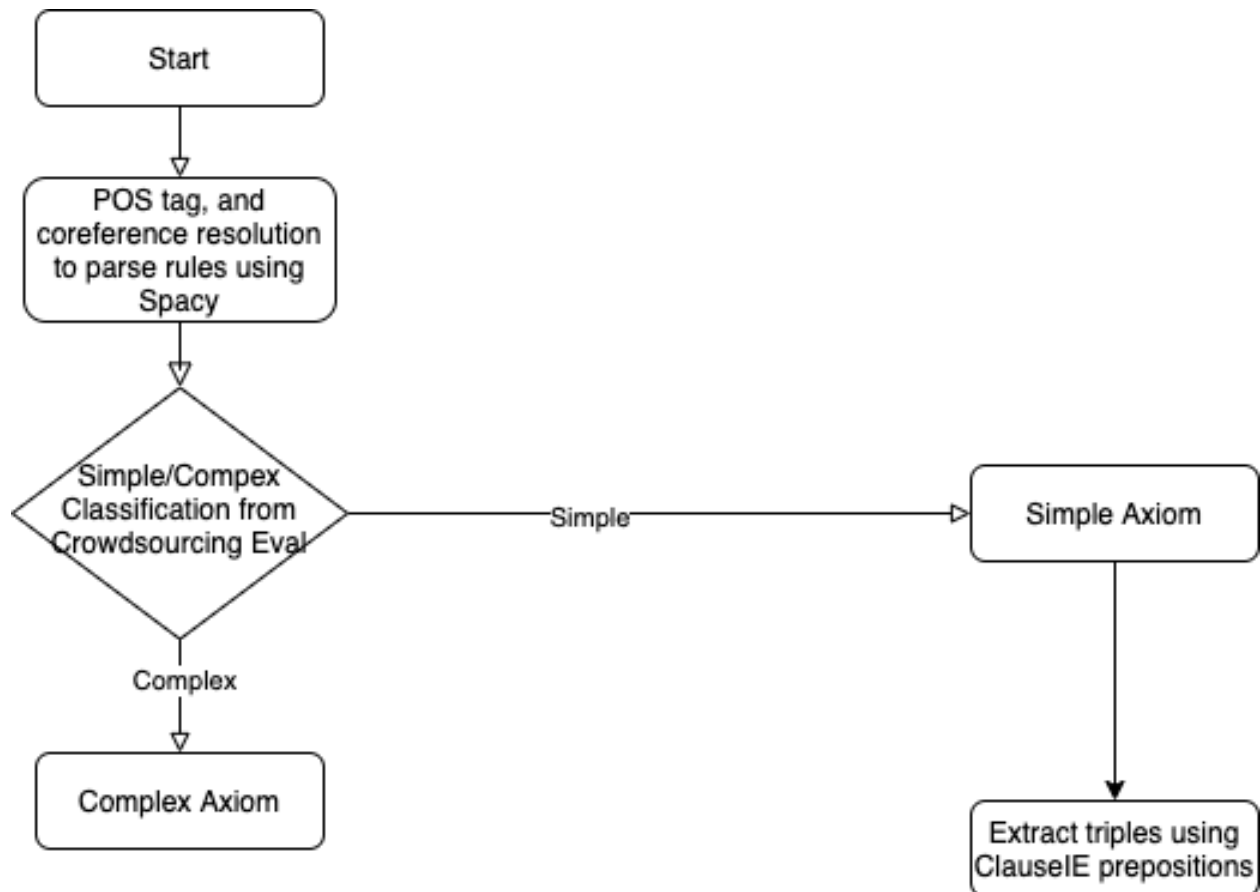 Start
POS tag, and
coreference resolution
to parse rules using
Spacy
Simple/Compex
Classification from
Crowdsourcing Eval
Simple
Simple Axiom
Complex
Complex Axiom
Extract triples using
ClauseIE prepositions